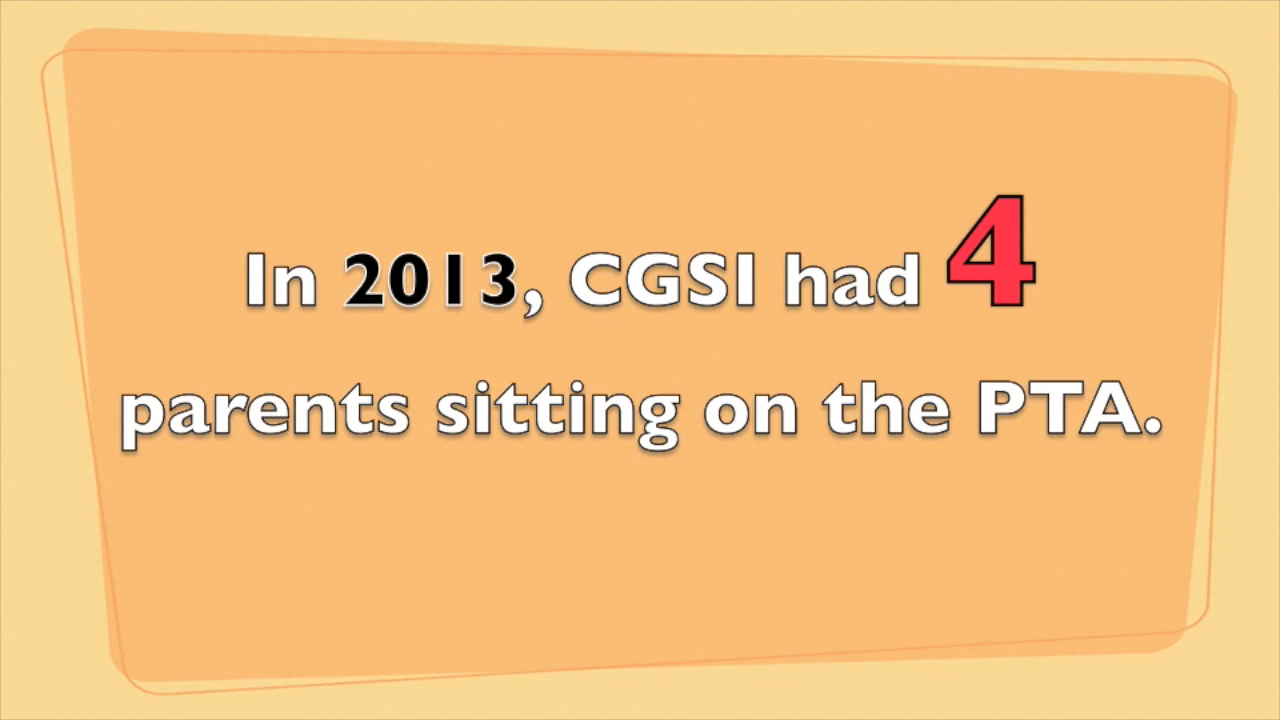 In 2013, CGSI had 4
parents sitting on the PTA.